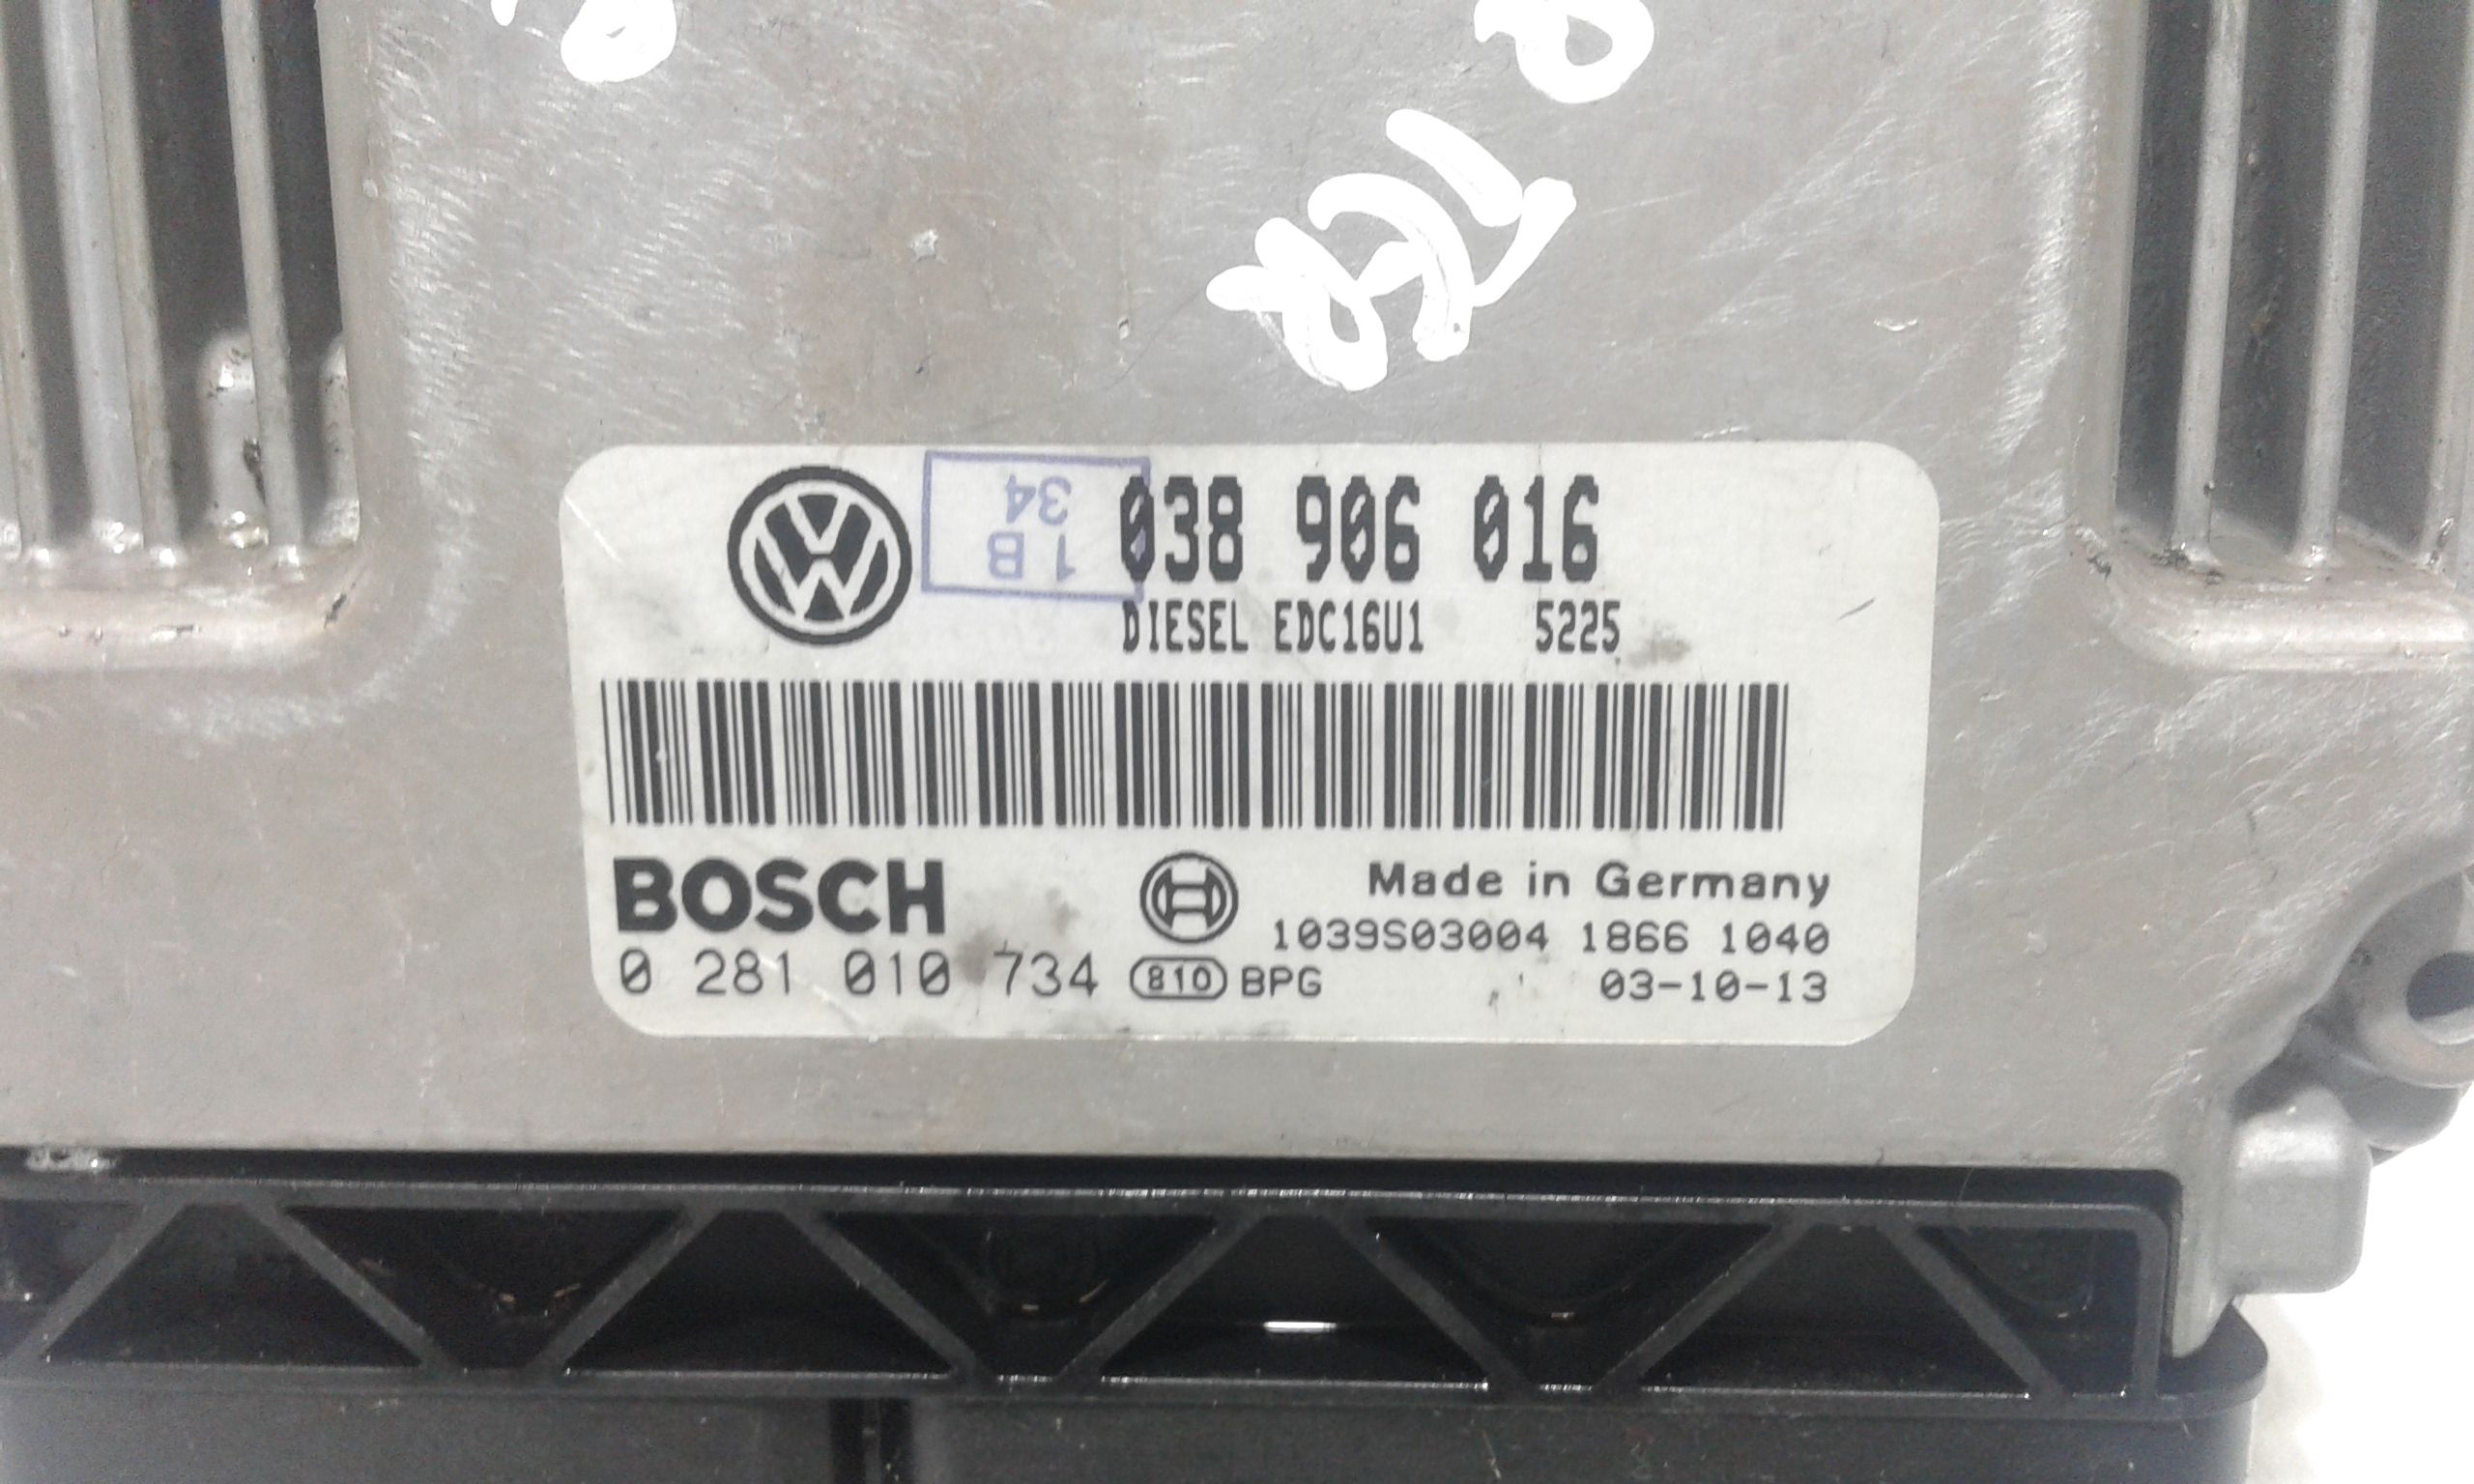 34
1 B
038 906 016
DIESEL EDC16U1 5225
BOSCH
Made in Germany
1039S03004 1866 1040
0 281 010 734 810 BPG 03-10-13